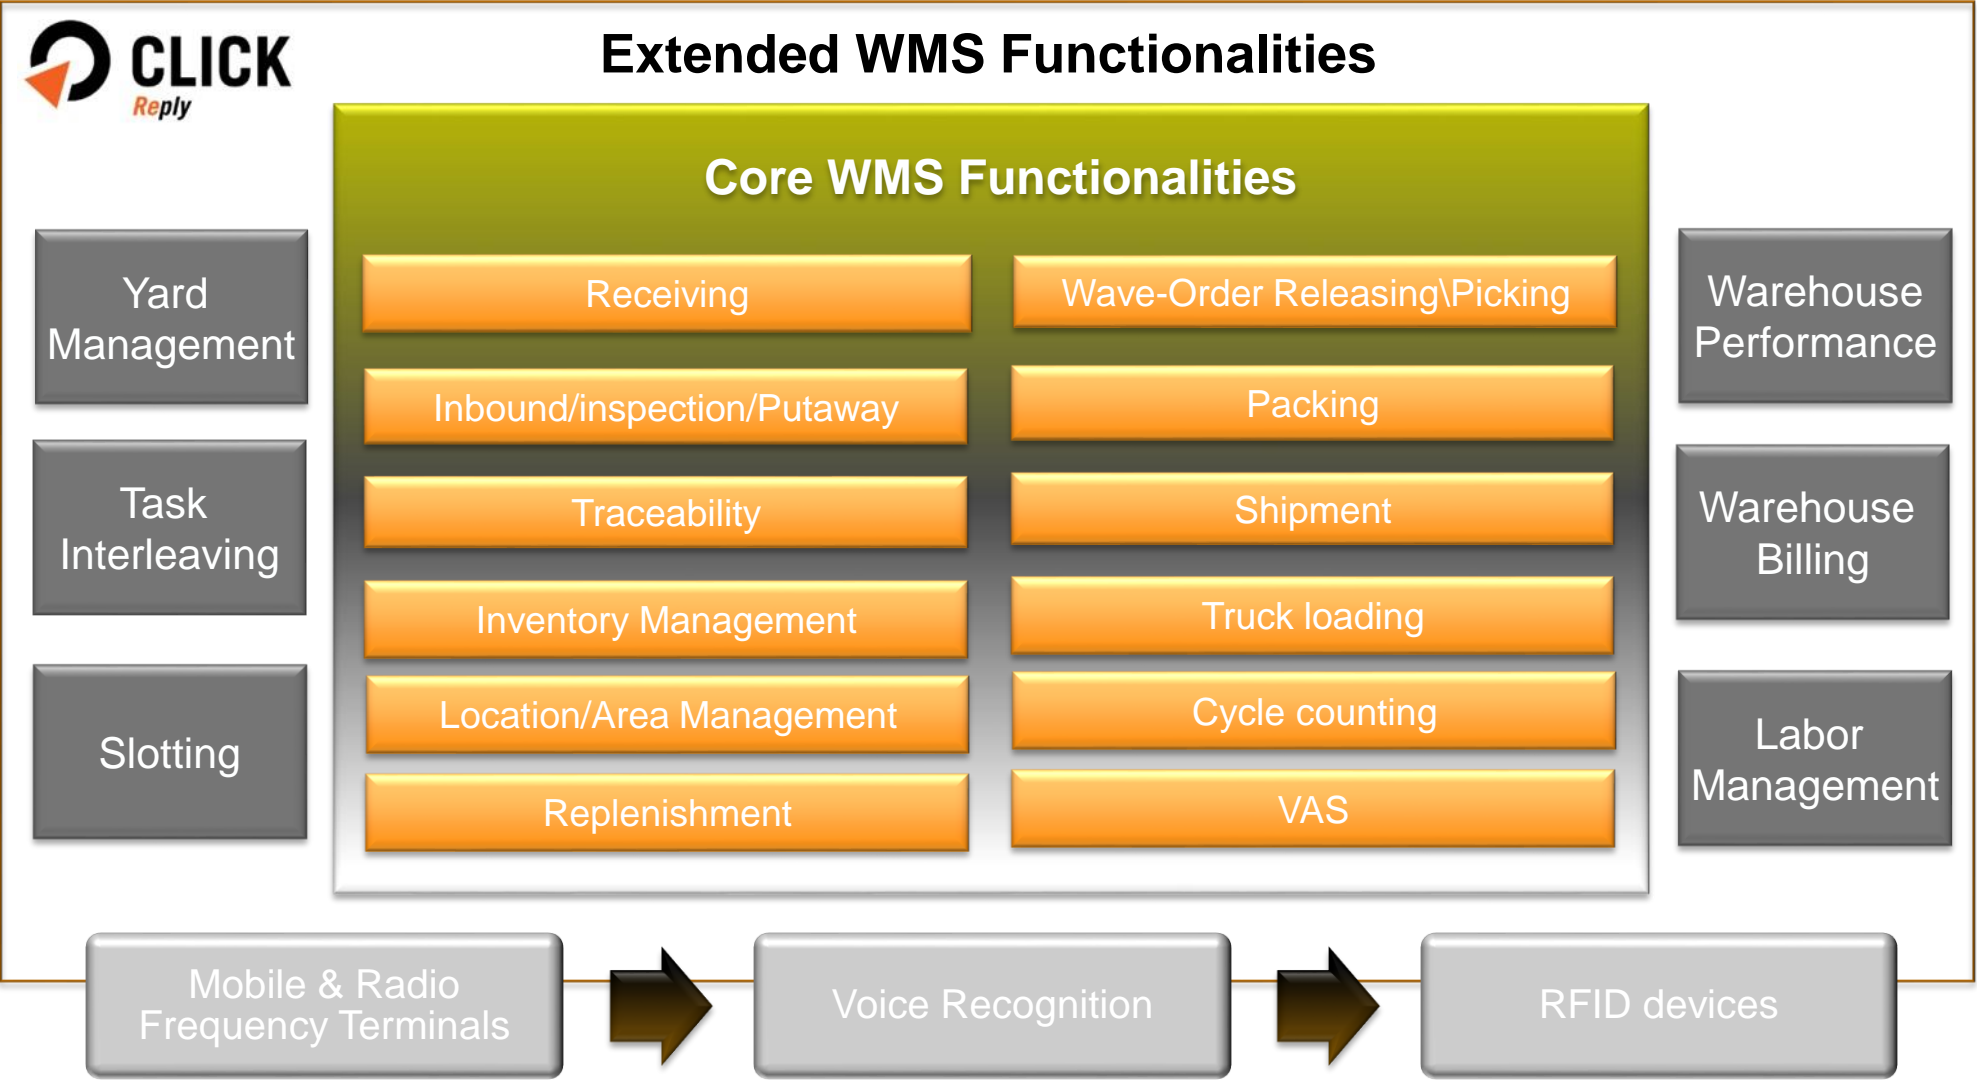 CLICK
Reply
Extended WMS Functionalities
Core WMS Functionalities
Yard
Management
Task
Interleaving
Slotting
Receiving
Inbound/inspection/Putaway
Traceability
Inventory Management
Location/Area Management
Replenishment
Wave-Order Releasing\Picking
Packing
Shipment
Truck loading
Cycle counting
VAS
Warehouse
Performance
Warehouse
Billing
Labor
Management
Mobile & Radio
Frequency Terminals
Voice Recognition
RFID devices